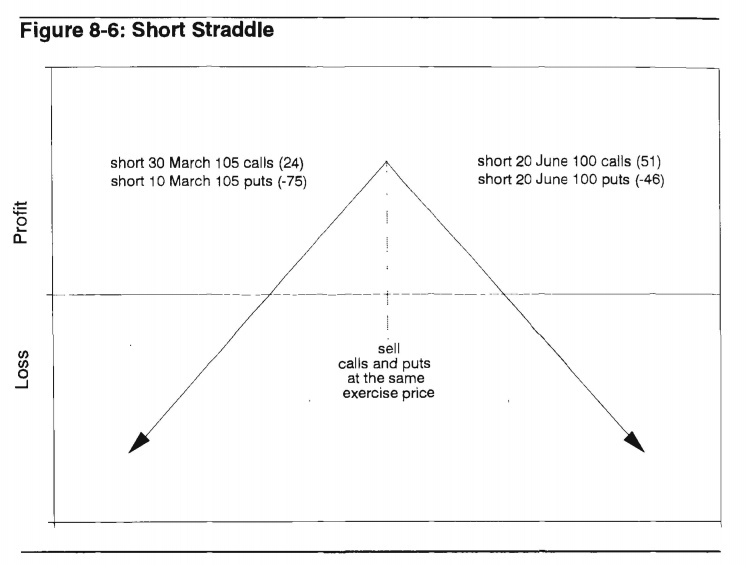 Figure 8-6: Short Straddle
short 30 March 105 calls (24)
short 10 March 105 puts (-75)
short 20 June 100 calls (51)
short 20 June 100 puts (-46)
Profit
Loss
sell
calls and puts
at the same
exercise price